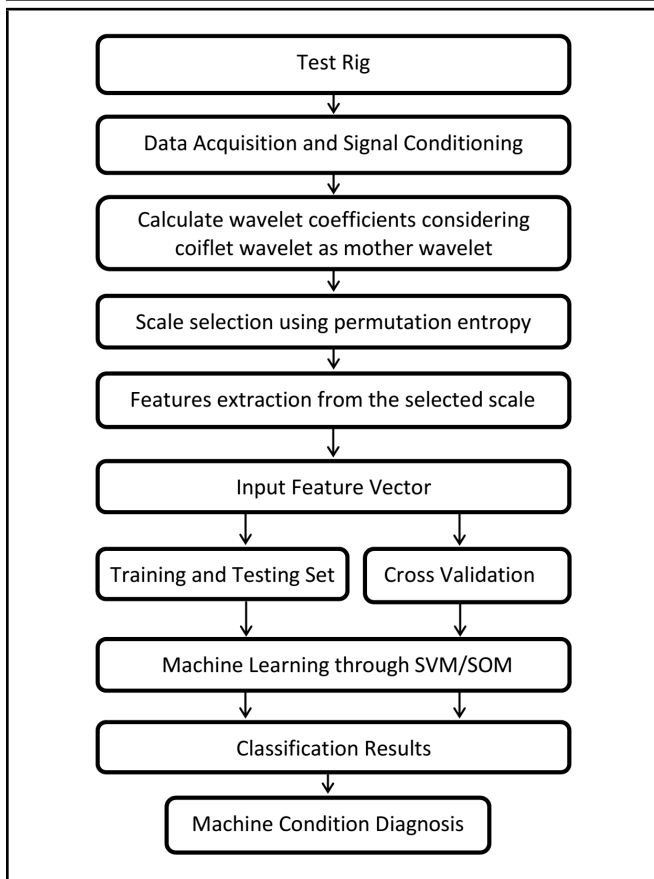 Test Rig
Data Acquisition and Signal Conditioning
Calculate wavelet coefficients considering
coiflet wavelet as mother wavelet
Scale selection using permutation entropy
Features extraction from the selected scale
Input Feature Vector
Training and Testing Set
Cross Validation
Machine Learning through SVM/SOM
Classification Results
Machine Condition Diagnosis